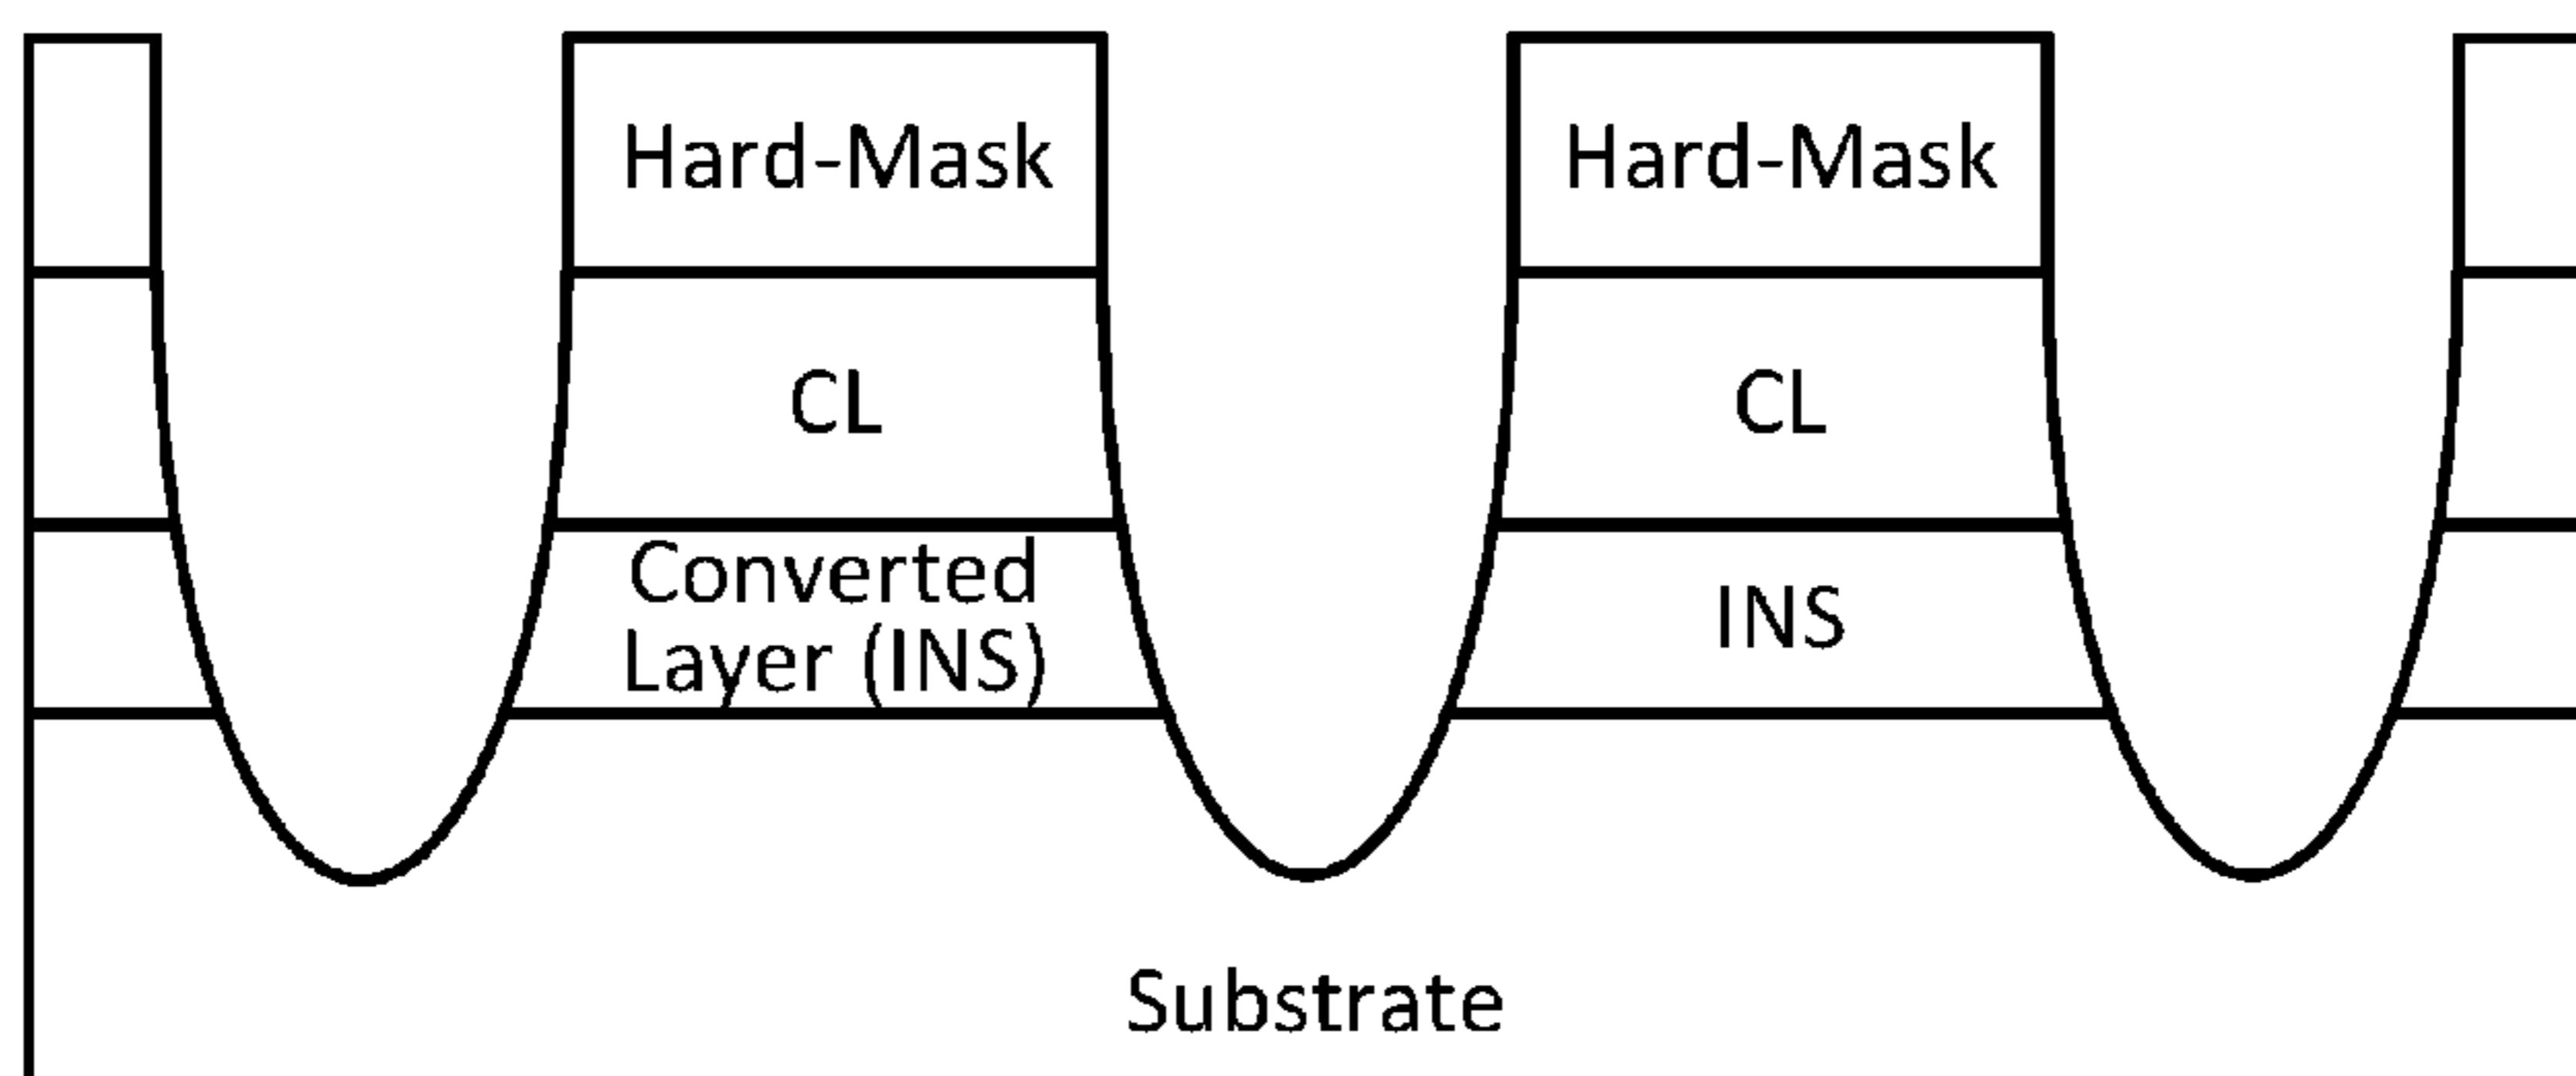 Hard-Mask
Hard-Mask
CL
CL
Converted
Layer (INS)
INS
Substrate